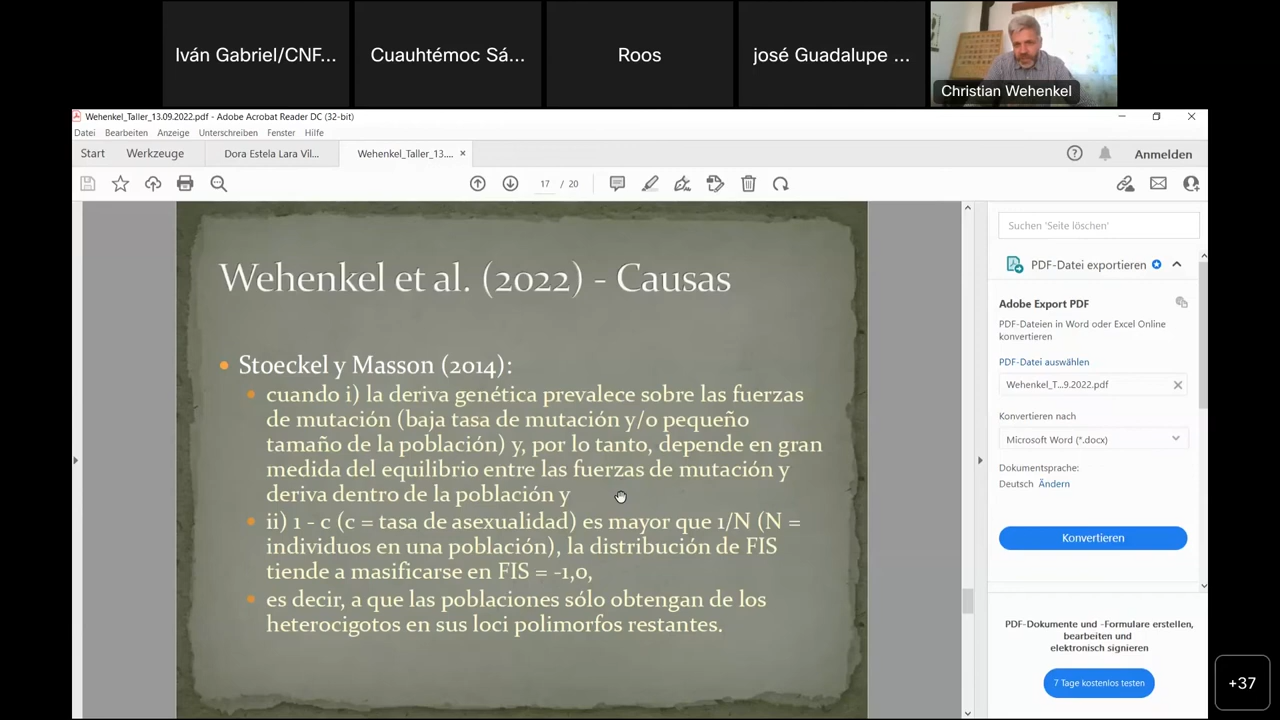 Iván Gabriel/CNF...
Cuauhtémoc Sá...
Roos
josé Guadalupe ...
Christian Wehenkel
Wehenkel_Taller_13.09.2022.pdf - Adobe Acrobat Reader DC (32-bit)
Datei Bearbeiten Anzeige Unterschreiben Fenster Hilfe
Start Werkzeuge Dora Estela Lara Vil... Wehenkel_Taller_13.... Anmelden
17 / 20
Wehenkel et al. (2022) - Causas
Stoeckel y Masson (2014):
cuando i) la deriva genética prevalece sobre las fuerzas
de mutación (baja tasa de mutación y/o pequeño
tamaño de la población) y, por lo tanto, depende en gran
medida del equilibrio entre las fuerzas de mutación y
deriva dentro de la población y
ii) 1 - c (c = tasa de asexualidad) es mayor que 1/N (N =
individuos en una población), la distribución de FIS
tiende a masificarse en FIS = -1,0,
es decir, a que las poblaciones sólo obtengan de los
heterocigotos en sus loci polimorfos restantes.
Suchen 'Seite löschen'
PDF-Datei exportieren
Adobe Export PDF
PDF-Dateien in Word oder Excel Online
konvertieren
PDF-Datei auswählen
Wehenkel_T...9.2022.pdf
Konvertieren nach
Microsoft Word (*.docx)
Dokumentsprache:
Deutsch Ändern
Konvertieren
PDF-Dokumente und -Formulare erstellen,
bearbeiten und
elektronisch signieren
7 Tage kostenlos testen
+37